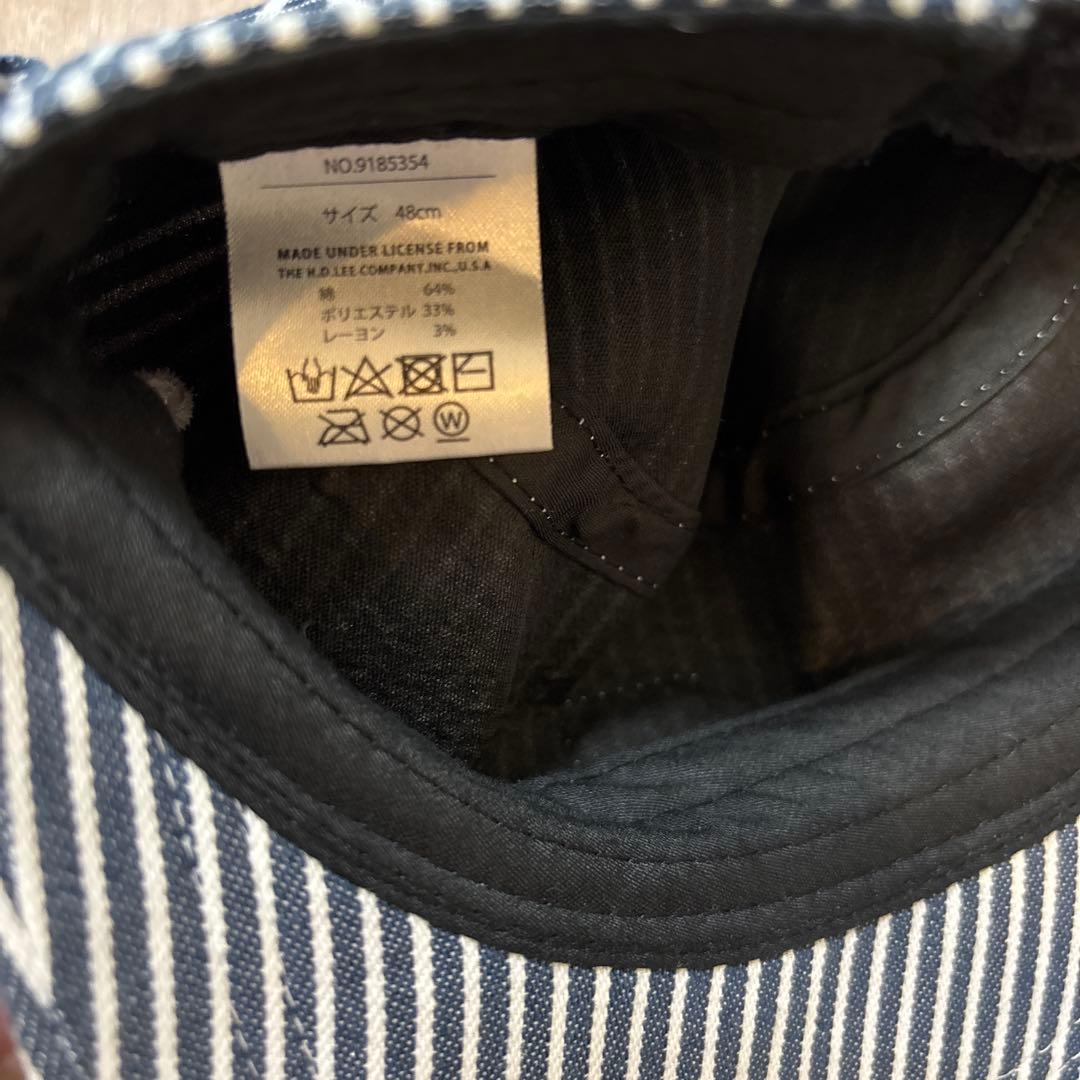 NO.9185354
サイズ 48cm
MADE UNDER LICENSE FROM
THE H.D.LEE COMPANY,INC.,U.S.A
綿 64%
ポリエステル 33%
レーヨン 3%
W